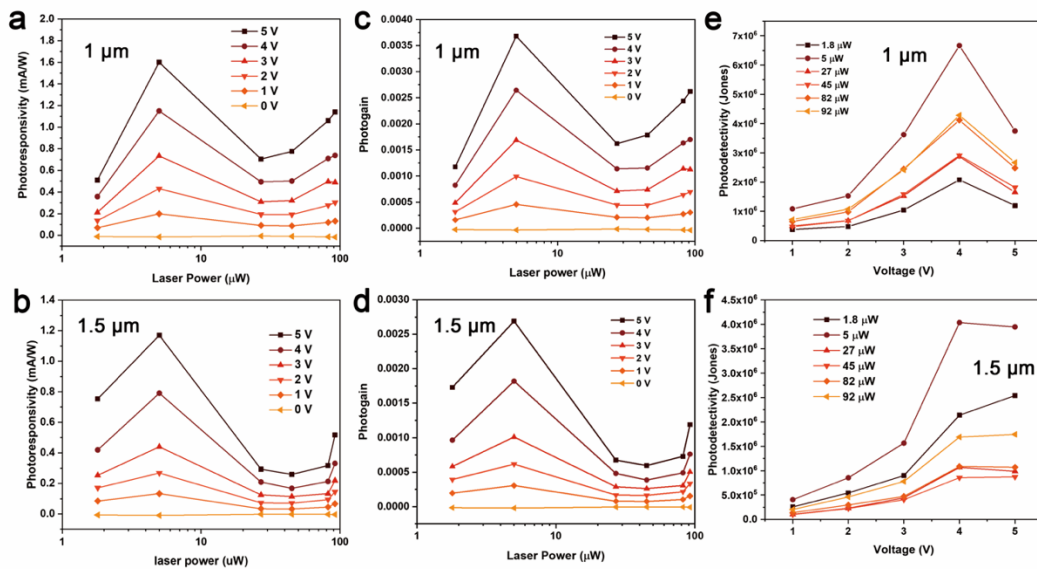 a
1 μm
5 V
4 V
3 V
2 V
1 V
0 V
2.0
1.8
1.6
1.4
1.2
1.0
0.8
0.6
0.4
0.2
0.0
Photoresponsivity (mA/W)
1 10 100
Laser Power (μW)
c
1 μm
5 V
4 V
3 V
2 V
1 V
0 V
0.0040
0.0035
0.0030
0.0025
0.0020
0.0015
0.0010
0.0005
0.0000
Photogain
1 10 100
Laser power (μW)
e
1 μm
1.8 μW
5 μW
27 μW
45 μW
82 μW
92 μW
7x10⁶
6x10⁶
5x10⁶
4x10⁶
3x10⁶
2x10⁶
1x10⁶
0
Photodetectivity (Jones)
1 2 3 4 5
Voltage (V)
b
1.5 μm
5 V
4 V
3 V
2 V
1 V
0 V
1.4
1.2
1.0
0.8
0.6
0.4
0.2
0.0
Photoresponsivity (mA/W)
1 10 100
laser power (uW)
d
1.5 μm
5 V
4 V
3 V
2 V
1 V
0 V
0.0030
0.0025
0.0020
0.0015
0.0010
0.0005
0.0000
Photogain
1 10 100
Laser Power (μW)
f
1.5 μm
1.8 μW
5 μW
27 μW
45 μW
82 μW
92 μW
4.5x10⁶
4.0x10⁶
3.5x10⁶
3.0x10⁶
2.5x10⁶
2.0x10⁶
1.5x10⁶
1.0x10⁶
5.0x10⁵
0.0
Photodetectivity (Jones)
1 2 3 4 5
Voltage (V)